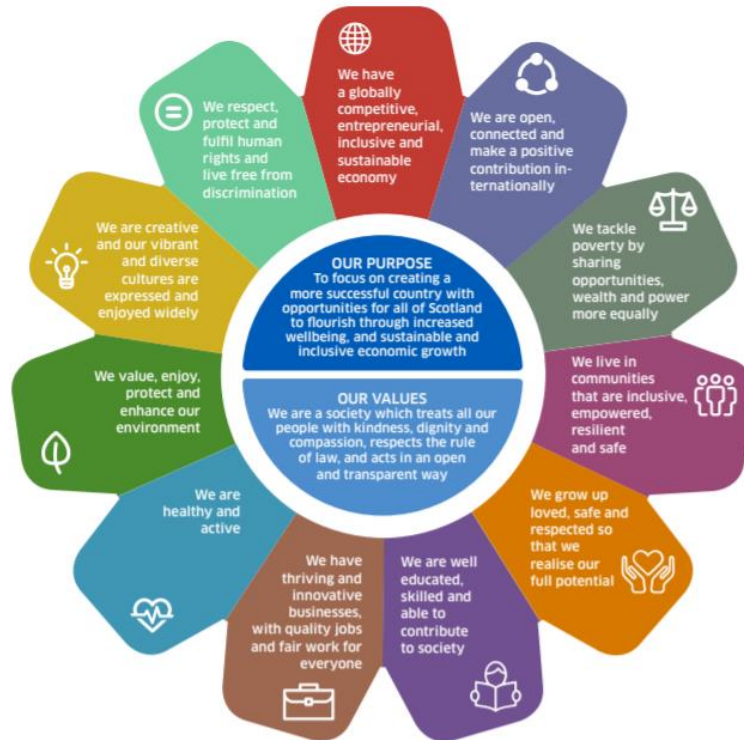 We have
a globally
competitive,
entrepreneurial,
inclusive and
sustainable
economy
We are open,
connected and
make a positive
contribution in-
ternationally
We tackle
poverty by
sharing
opportunities,
wealth and power
more equally
We live in
communities
that are inclusive,
empowered,
resilient
and safe
We grow up
loved, safe and
respected so
that we
realise our
full potential
We are well
educated,
skilled and
able to
contribute
to society
We have
thriving and
innovative
businesses,
with quality jobs
and fair work for
everyone
We are
healthy and
active
We value, enjoy,
protect and
enhance our
environment
We are creative
and our vibrant
and diverse
cultures are
expressed and
enjoyed widely
We respect,
protect and
fulfil human
rights and
live free from
discrimination
OUR PURPOSE
To focus on creating a
more successful country with
opportunities for all of Scotland
to flourish through increased
wellbeing, and sustainable and
inclusive economic growth
OUR VALUES
We are a society which treats all our
people with kindness, dignity and
compassion, respects the rule
of law, and acts in an open
and transparent way